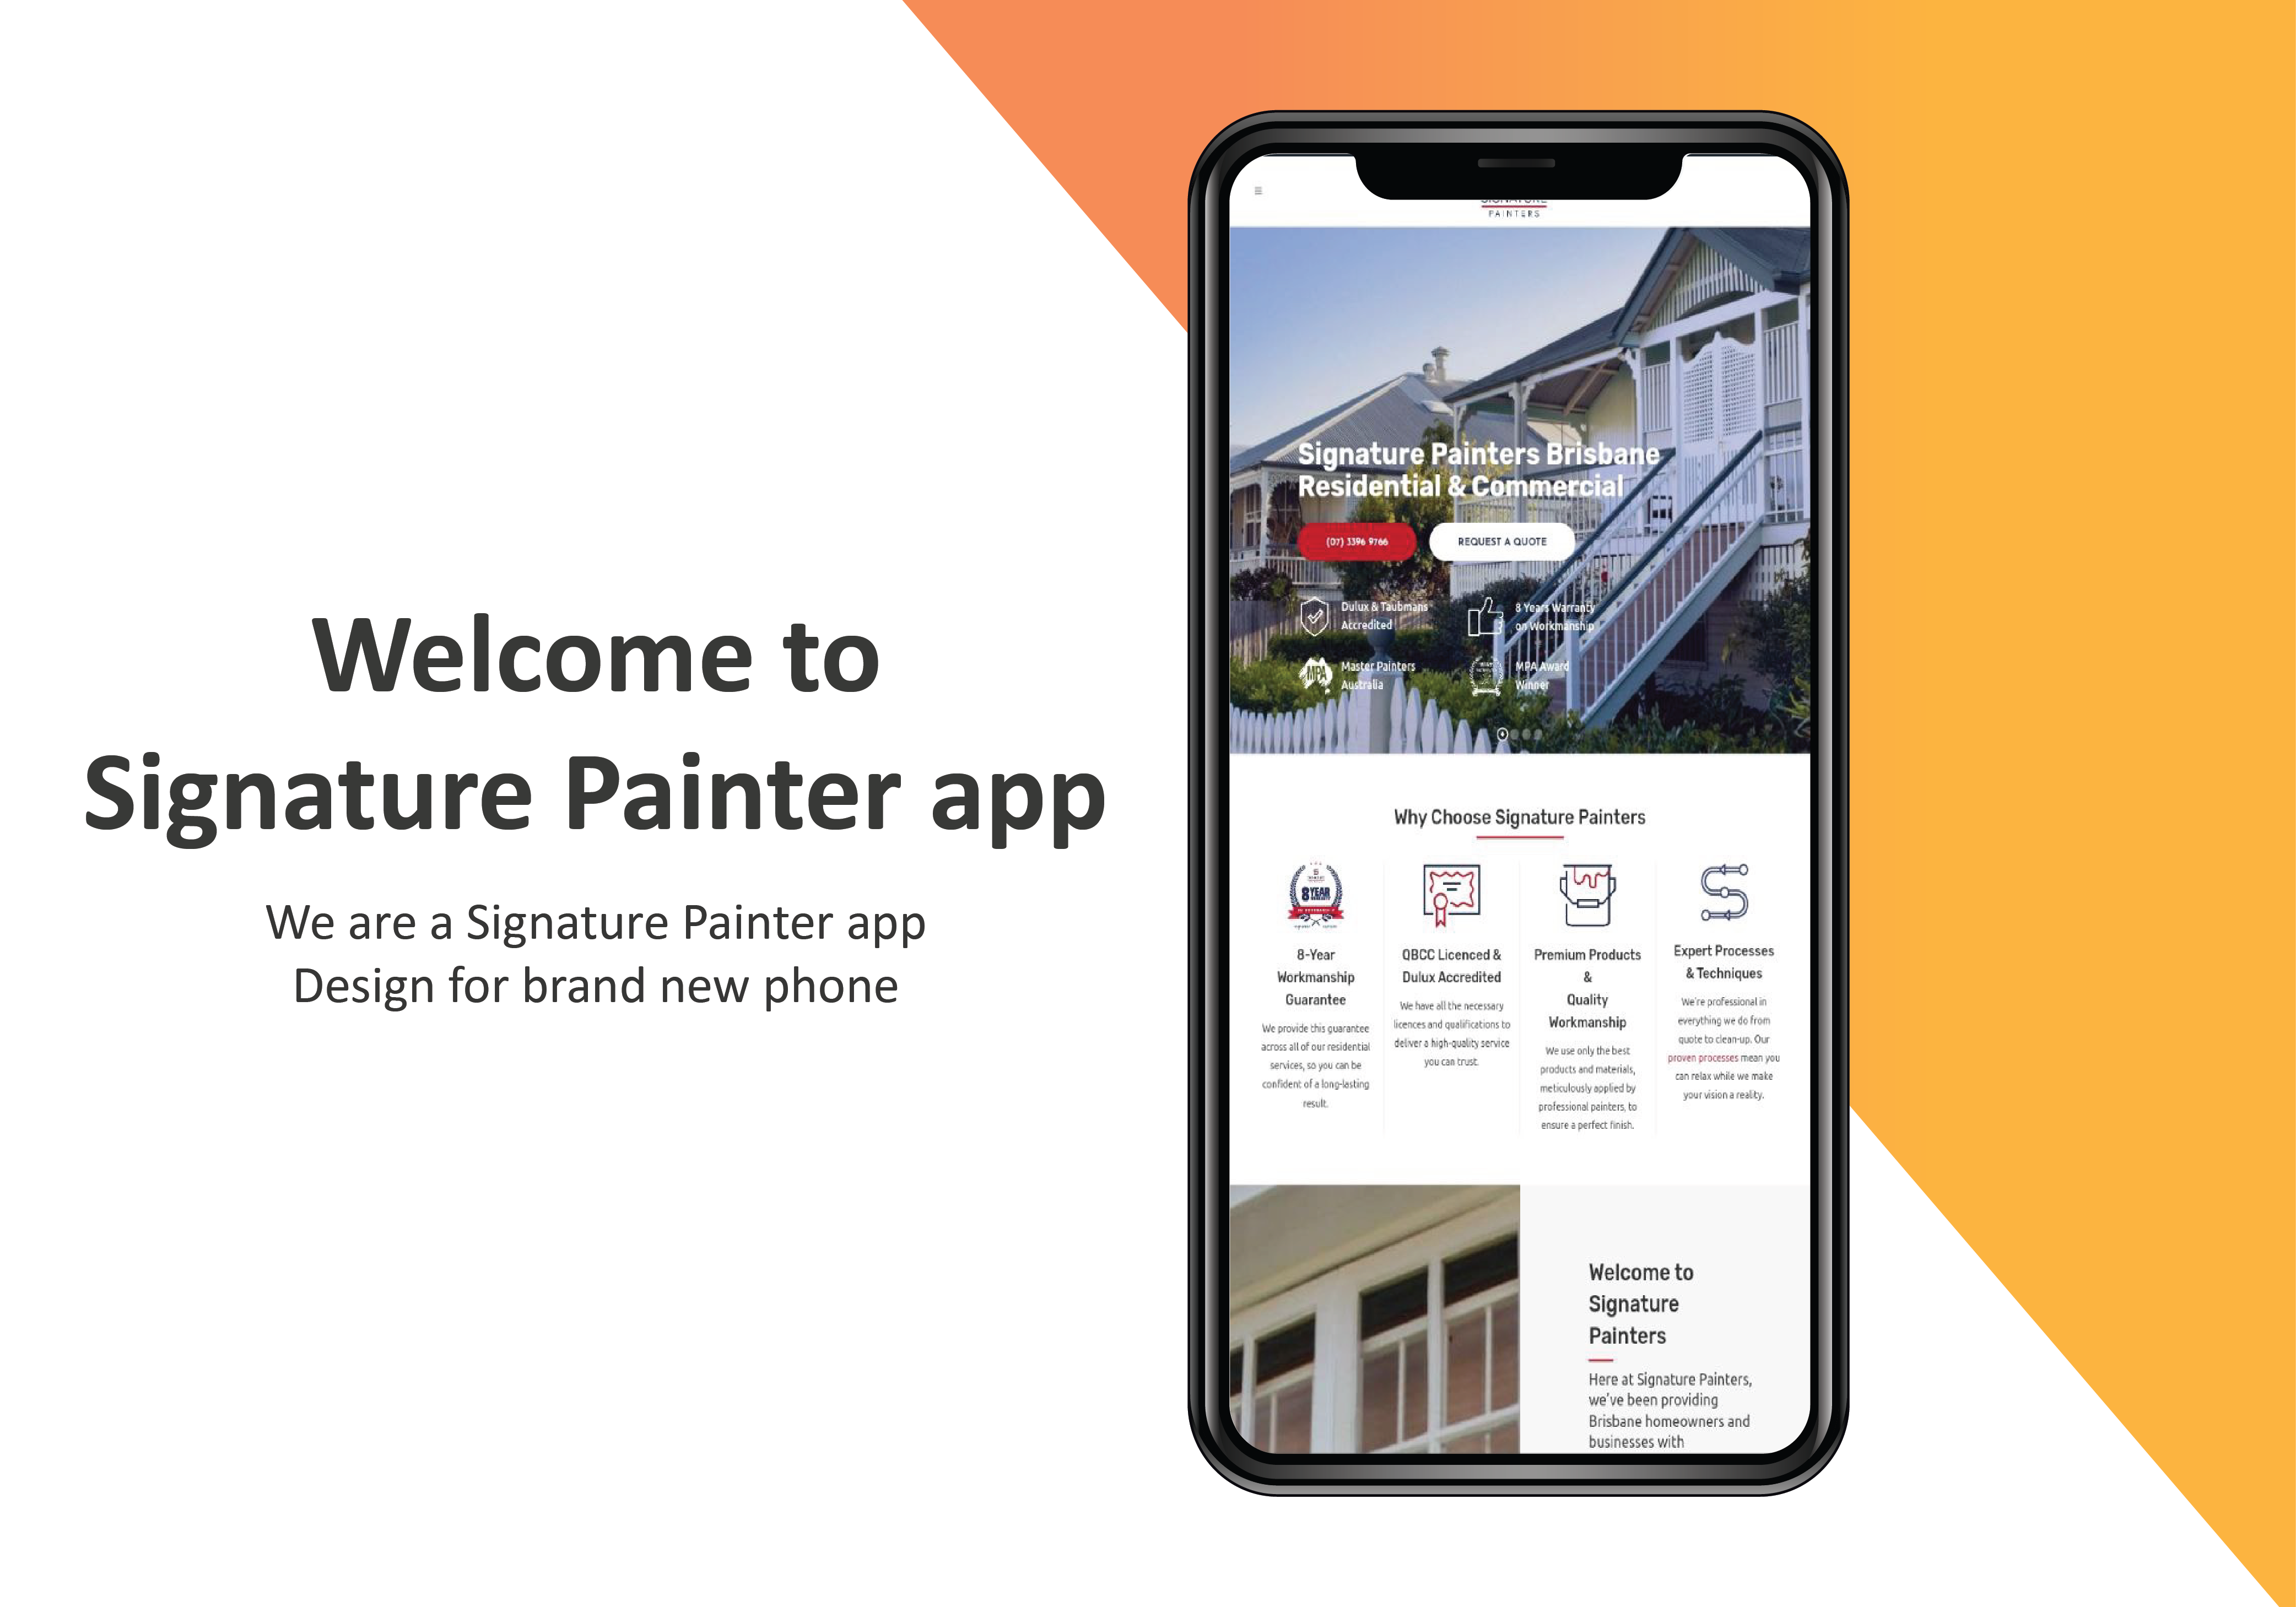 Welcome to
Signature Painter app
We are a Signature Painter app
Design for brand new phone
PAINTERS
Signature Painters Brisbane
Residential & Commercial
(07) 3396 9766
REQUEST A QUOTE
Dulux & Taubmans
Accredited
8 Years Warranty
on Workmanship
MPA
Master Painters
Australia
MPA Award
Winner
Why Choose Signature Painters
8 YEAR
8-Year
Workmanship
Guarantee
We provide this guarantee
across all of our residential
services, so you can be
confident of a long-lasting
result.
QBCC Licenced &
Dulux Accredited
We have all the necessary
licences and qualifications to
deliver a high-quality service
you can trust.
Premium Products
&
Quality
Workmanship
We use only the best
products and materials,
meticulously applied by
professional painters, to
ensure a perfect finish.
Expert Processes
& Techniques
We're professional in
everything we do from
quote to clean-up. Our
proven processes mean you
can relax while we make
your vision a reality.
Welcome to
Signature
Painters
Here at Signature Painters,
we've been providing
Brisbane homeowners and
businesses with